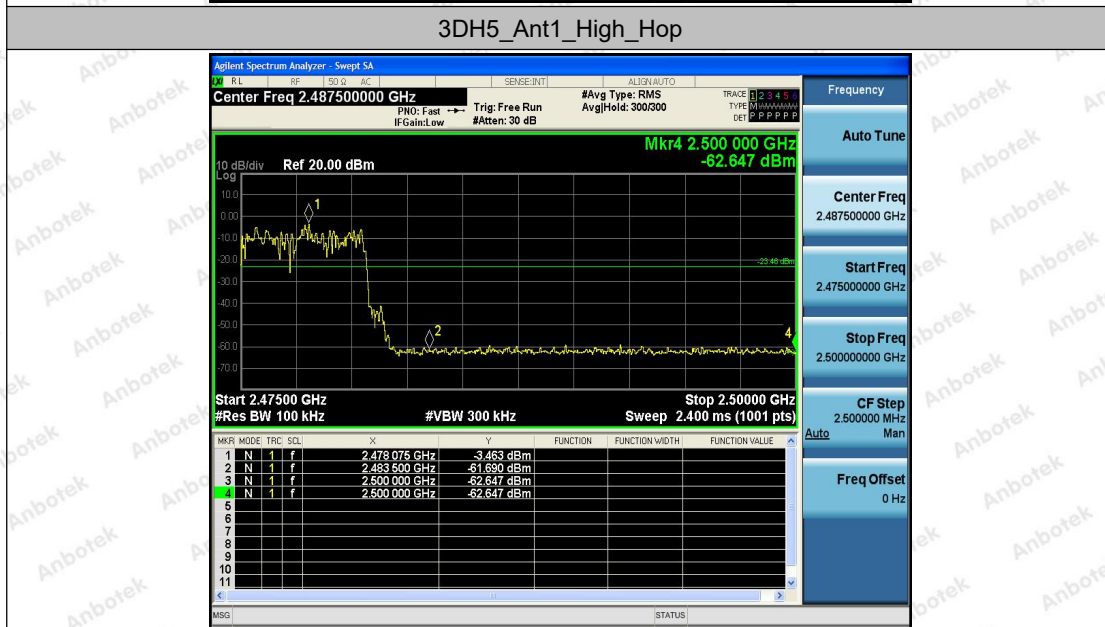 3DH5_Ant1_High_Hop
Agilent Spectrum Analyzer - Swept SA
RL RF 50 Ω AC SENSE:INT ALIGN AUTO
Center Freq 2.487500000 GHz
PNO: Fast
IFGain:Low
Trig: Free Run
#Atten: 30 dB
#Avg Type: RMS
Avg|Hold: 300/300
TRACE 1 2 3 4 5 6
TYPE M
DET P P P P P P
Frequency
Auto Tune
Mkr4 2.500 000 GHz
-62.647 dBm
10 dB/div Ref 20.00 dBm
Log
10.0
0.00
-10.0
-20.0
-30.0
-40.0
-50.0
-60.0
-70.0
1
2
4
-23.46 dBm
Center Freq
2.487500000 GHz
Start Freq
2.475000000 GHz
Stop Freq
2.500000000 GHz
Start 2.47500 GHz Stop 2.50000 GHz
#Res BW 100 kHz #VBW 300 kHz Sweep 2.400 ms (1001 pts)
CF Step
2.500000 MHz
Auto Man
Freq Offset
0 Hz
MKR MODE TRC SCL X Y FUNCTION FUNCTION WIDTH FUNCTION VALUE
1 N 1 f 2.478 075 GHz -3.463 dBm
2 N 1 f 2.483 500 GHz -61.690 dBm
3 N 1 f 2.500 000 GHz -62.647 dBm
4 N 1 f 2.500 000 GHz -62.647 dBm
5
6
7
8
9
10
11
MSG STATUS
Anbotek